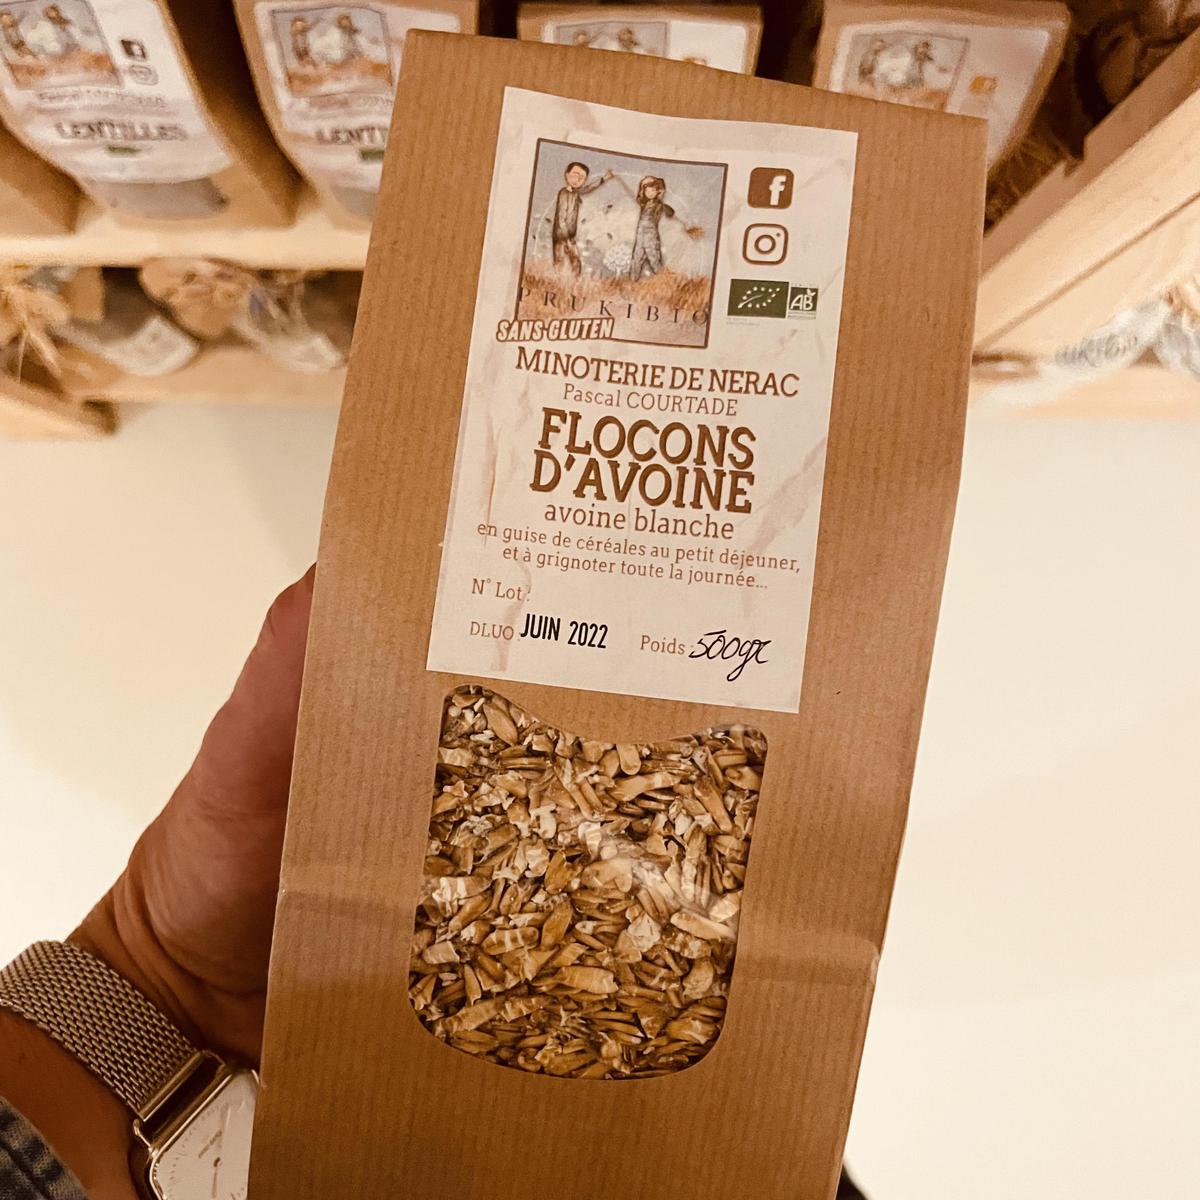 LENTILLES
LENTI
PRUKIBIO
SANS-GLUTEN
AB
MINOTERIE DE NERAC
Pascal COURTADE
FLOCONS
D'AVOINE
avoine blanche
en guise de céréales au petit déjeuner,
et à grignoter toute la journée...
N° Lot :
DLUO JUIN 2022 Poids 500gr